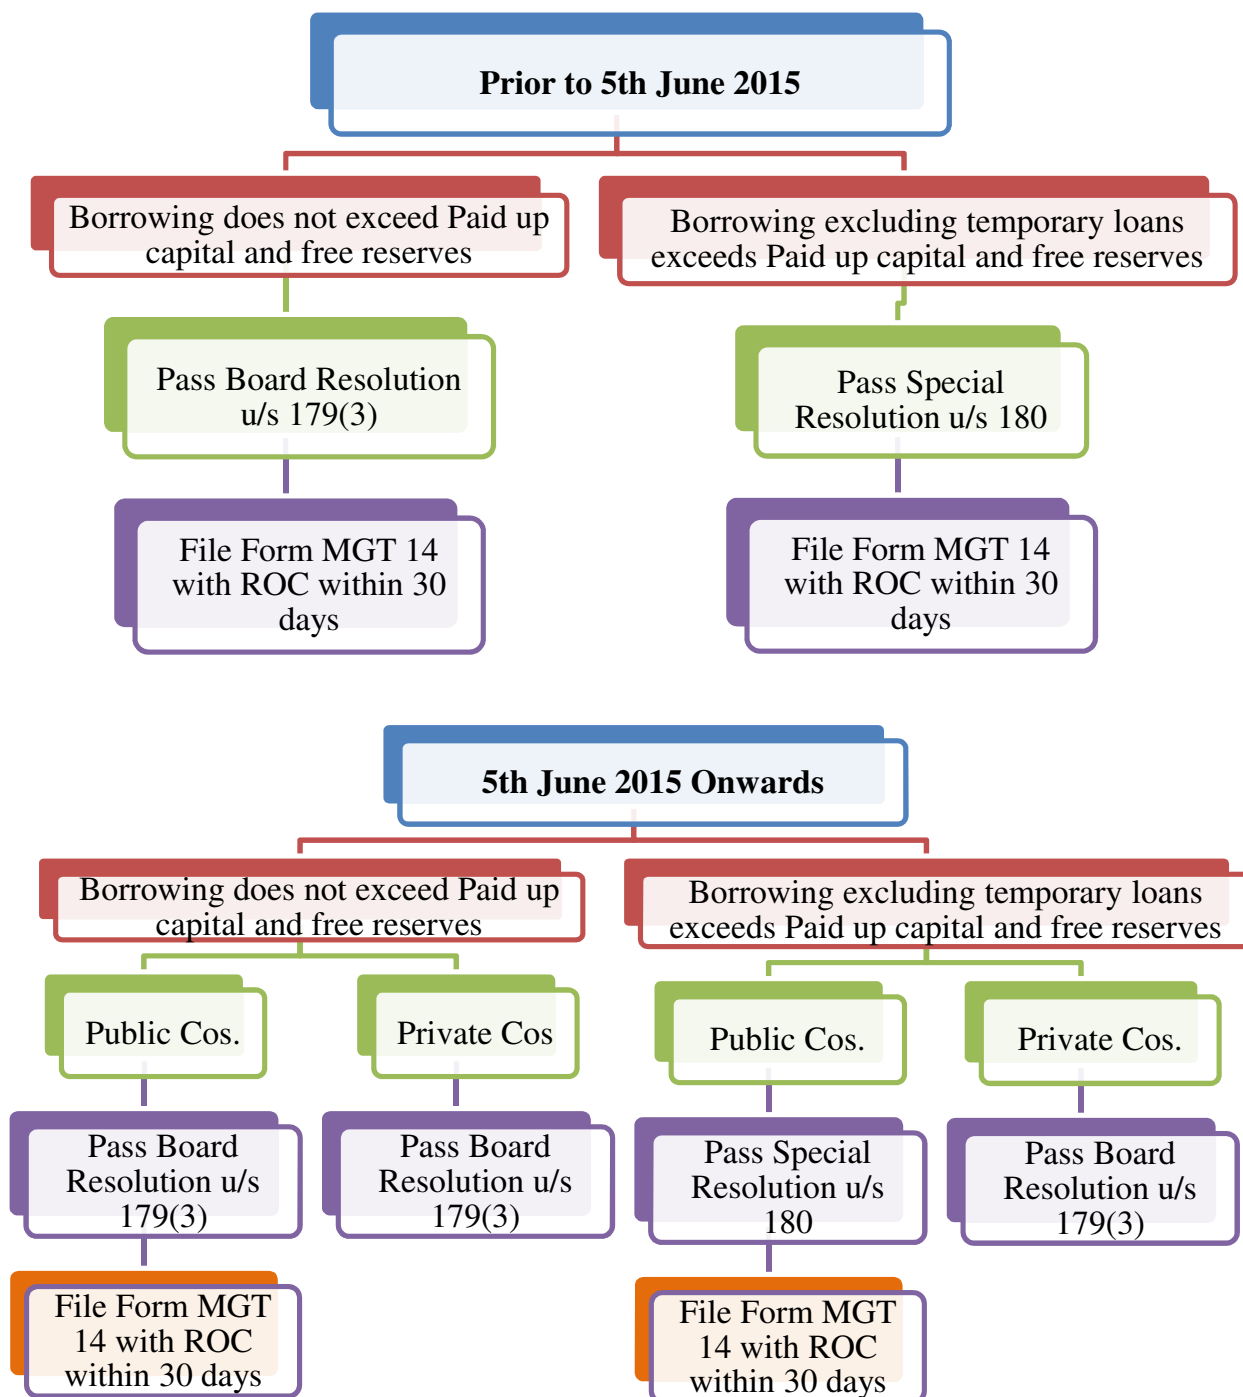 Prior to 5th June 2015
Borrowing does not exceed Paid up
capital and free reserves
Borrowing excluding temporary loans
exceeds Paid up capital and free reserves
Pass Board Resolution
u/s 179(3)
Pass Special
Resolution u/s 180
File Form MGT 14
with ROC within 30
days
File Form MGT 14
with ROC within 30
days
5th June 2015 Onwards
Borrowing does not exceed Paid up
capital and free reserves
Borrowing excluding temporary loans
exceeds Paid up capital and free reserves
Public Cos.
Private Cos
Public Cos.
Private Cos.
Pass Board
Resolution u/s
179(3)
Pass Board
Resolution u/s
179(3)
Pass Special
Resolution u/s
180
Pass Board
Resolution u/s
179(3)
File Form MGT
14 with ROC
within 30 days
File Form MGT
14 with ROC
within 30 days